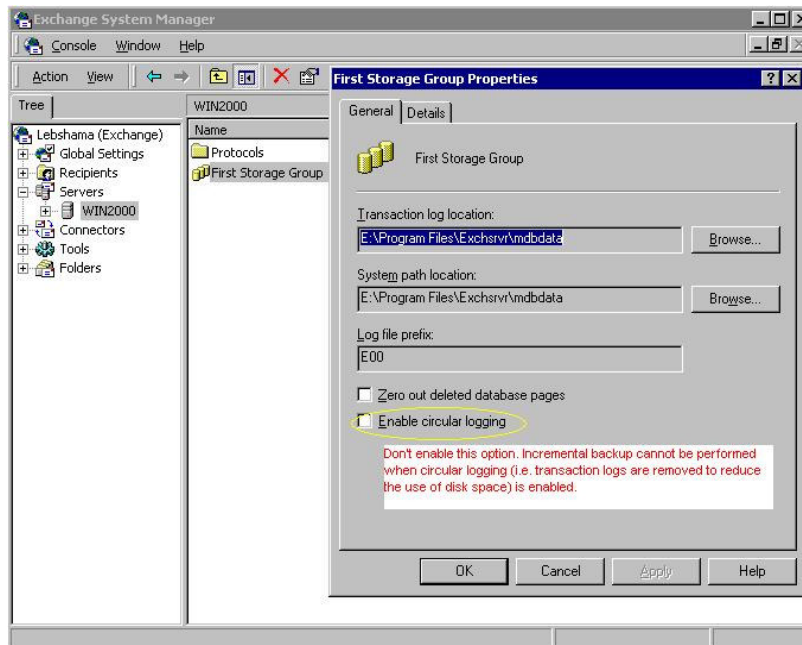 Exchange System Manager
Console Window Help
Action View
First Storage Group Properties
Tree
WIN2000
General Details
Name
Lebshama (Exchange)
Global Settings
Recipients
Servers
WIN2000
Connectors
Tools
Folders
Protocols
First Storage Group
First Storage Group
Transaction log location:
E:\Program Files\Exchsrvr\mdbdata
Browse...
System path location:
E:\Program Files\Exchsrvr\mdbdata
Browse...
Log file prefix:
E00
Zero out deleted database pages
Enable circular logging
Don't enable this option. Incremental backup cannot be performed
when circular logging (i.e. transaction logs are removed to reduce
the use of disk space) is enabled.
OK Cancel Apply Help